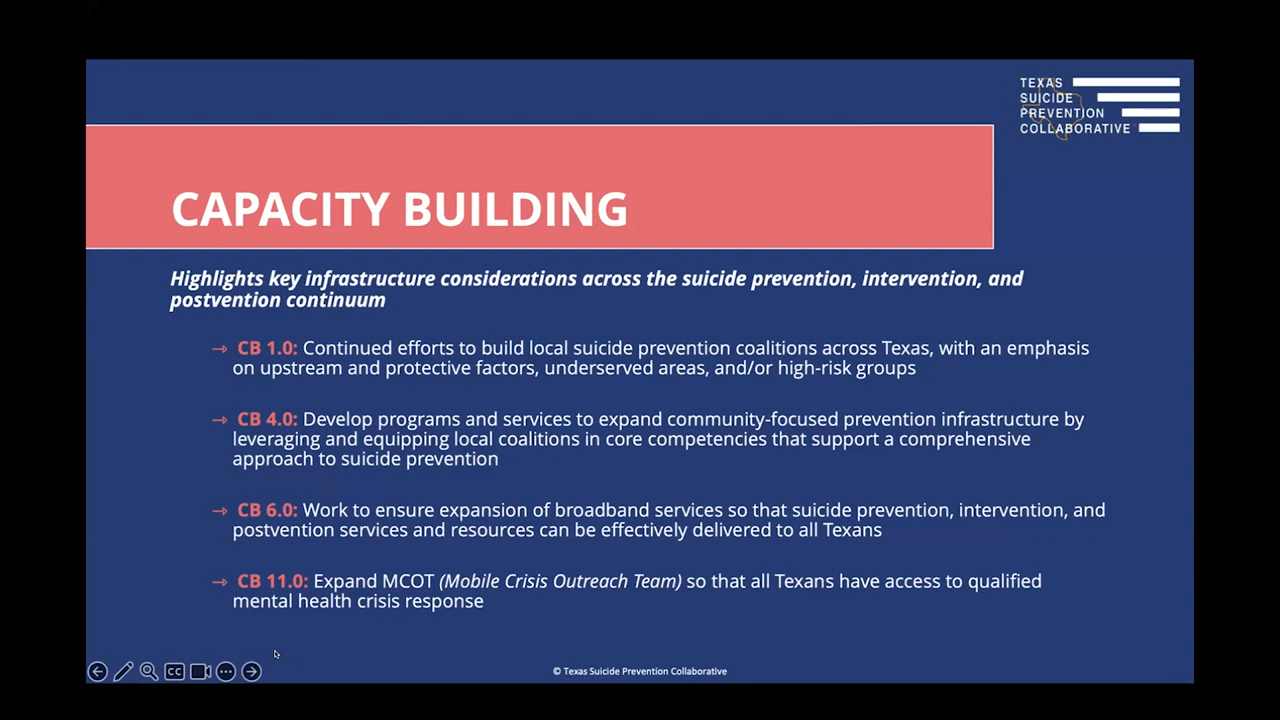 TEXAS
SUICIDE
PREVENTION
COLLABORATIVE
CAPACITY BUILDING
Highlights key infrastructure considerations across the suicide prevention, intervention, and
postvention continuum
→ CB 1.0: Continued efforts to build local suicide prevention coalitions across Texas, with an emphasis
on upstream and protective factors, underserved areas, and/or high-risk groups
→ CB 4.0: Develop programs and services to expand community-focused prevention infrastructure by
leveraging and equipping local coalitions in core competencies that support a comprehensive
approach to suicide prevention
→ CB 6.0: Work to ensure expansion of broadband services so that suicide prevention, intervention, and
postvention services and resources can be effectively delivered to all Texans
→ CB 11.0: Expand MCOT (Mobile Crisis Outreach Team) so that all Texans have access to qualified
mental health crisis response
CC
© Texas Suicide Prevention Collaborative